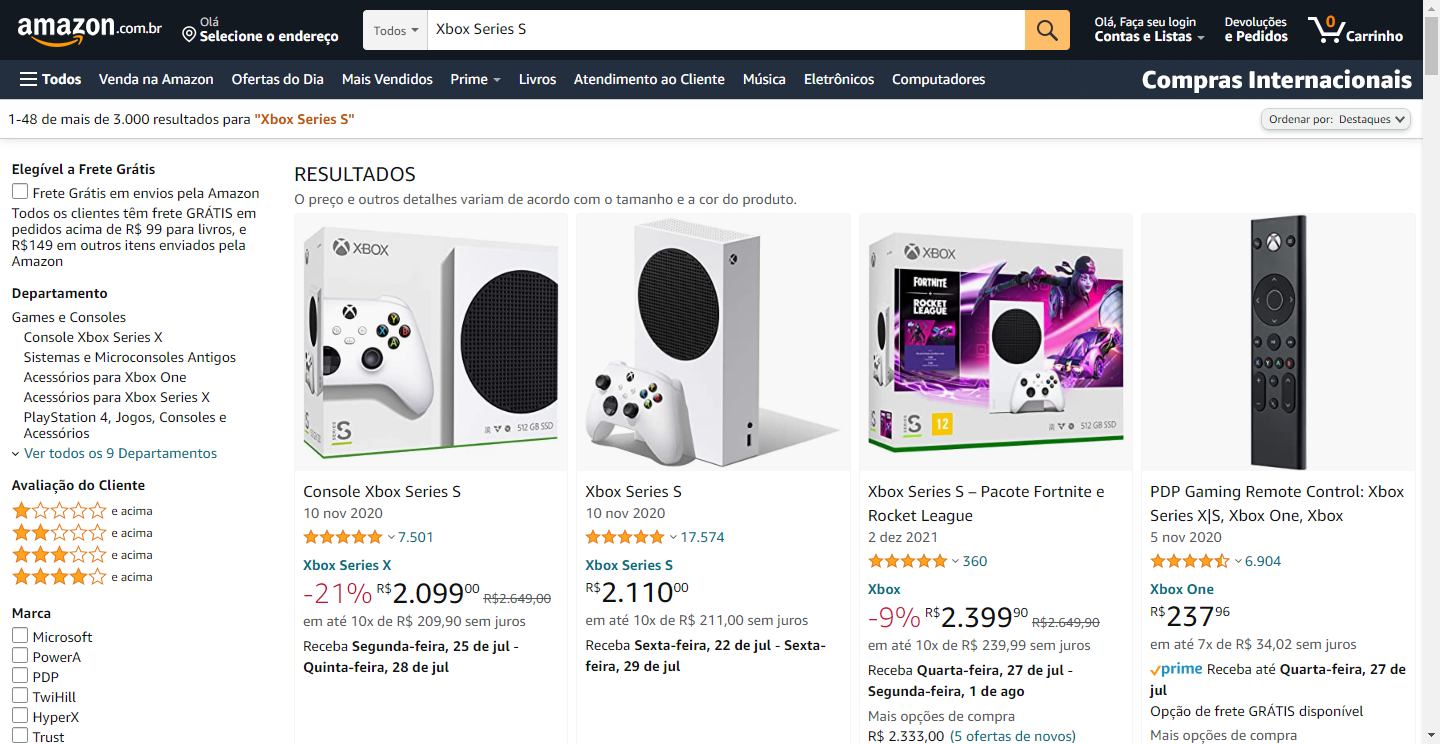 amazon.com.br
Olá
Selecione o endereço
Todos
Xbox Series S
Olá, Faça seu login
Contas e Listas
Devoluções
e Pedidos
0
Carrinho
Todos Venda na Amazon Ofertas do Dia Mais Vendidos Prime Livros Atendimento ao Cliente Música Eletrônicos Computadores
Compras Internacionais
1-48 de mais de 3.000 resultados para "Xbox Series S"
Ordenar por: Destaques
Elegível a Frete Grátis
Frete Grátis em envios pela Amazon
Todos os clientes têm frete GRÁTIS em
pedidos acima de R$ 99 para livros, e
R$149 em outros itens enviados pela
Amazon
Departamento
Games e Consoles
Console Xbox Series X
Sistemas e Microconsoles Antigos
Acessórios para Xbox One
Acessórios para Xbox Series X
PlayStation 4, Jogos, Consoles e
Acessórios
Ver todos os 9 Departamentos
Avaliação do Cliente
e acima
e acima
e acima
e acima
Marca
Microsoft
PowerA
PDP
TwiHill
HyperX
Trust
RESULTADOS
O preço e outros detalhes variam de acordo com o tamanho e a cor do produto.
XBOX
Y
X
B
A
SERIES
S
512 GB SSD
Console Xbox Series S
10 nov 2020
7.501
Xbox Series X
-21% R$2.09900 R$2.649,00
em até 10x de R$ 209,90 sem juros
Receba Segunda-feira, 25 de jul -
Quinta-feira, 28 de jul
Xbox Series S
10 nov 2020
17.574
Xbox Series S
R$2.11000
em até 10x de R$ 211,00 sem juros
Receba Sexta-feira, 22 de jul - Sexta-
feira, 29 de jul
XBOX
FORTNITE
+
ROCKET
LEAGUE
SERIES
S
12
512 GB SSD
Xbox Series S – Pacote Fortnite e
Rocket League
2 dez 2021
360
Xbox
-9% R$2.39990 R$2.649,90
em até 10x de R$ 239,99 sem juros
Receba Quarta-feira, 27 de jul -
Segunda-feira, 1 de ago
Mais opções de compra
R$ 2.333,00 (5 ofertas de novos)
PDP Gaming Remote Control: Xbox
Series X|S, Xbox One, Xbox
5 nov 2020
6.904
Xbox One
R$23796
em até 7x de R$ 34,02 sem juros
prime Receba até Quarta-feira, 27 de
jul
Opção de frete GRÁTIS disponível
Mais opções de compra